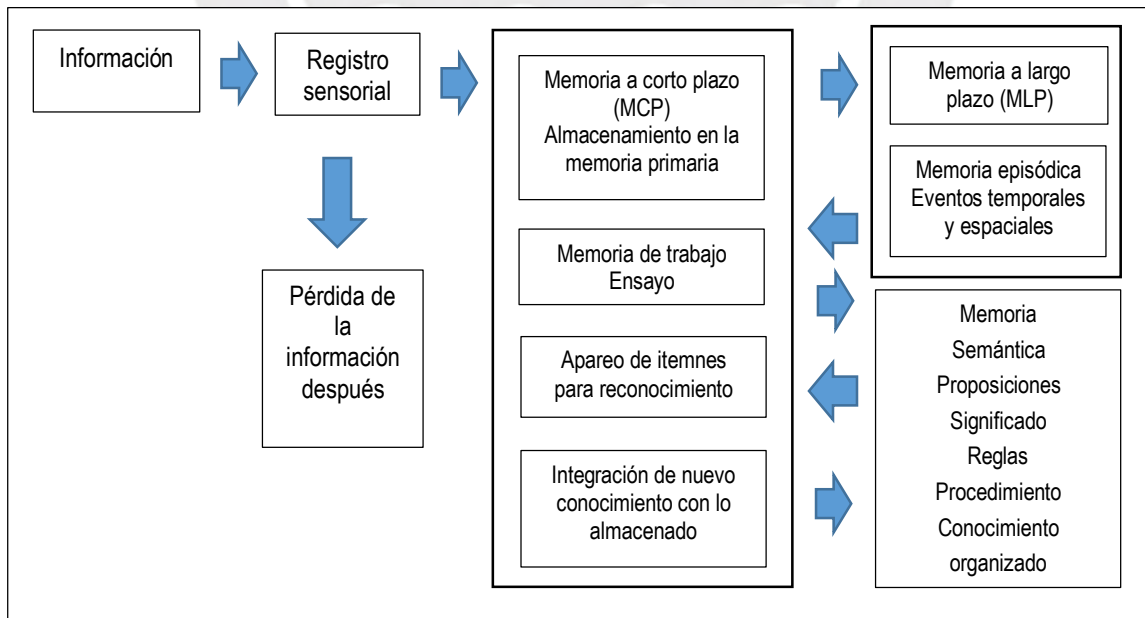 Información
Registro
sensorial
Pérdida de
la
información
después
Memoria a corto plazo
(MCP)
Almacenamiento en la
memoria primaria
Memoria de trabajo
Ensayo
Apareo de itemnes
para reconocimiento
Integración de nuevo
conocimiento con lo
almacenado
Memoria a largo
plazo (MLP)
Memoria episódica
Eventos temporales
y espaciales
Memoria
Semántica
Proposiciones
Significado
Reglas
Procedimiento
Conocimiento
organizado